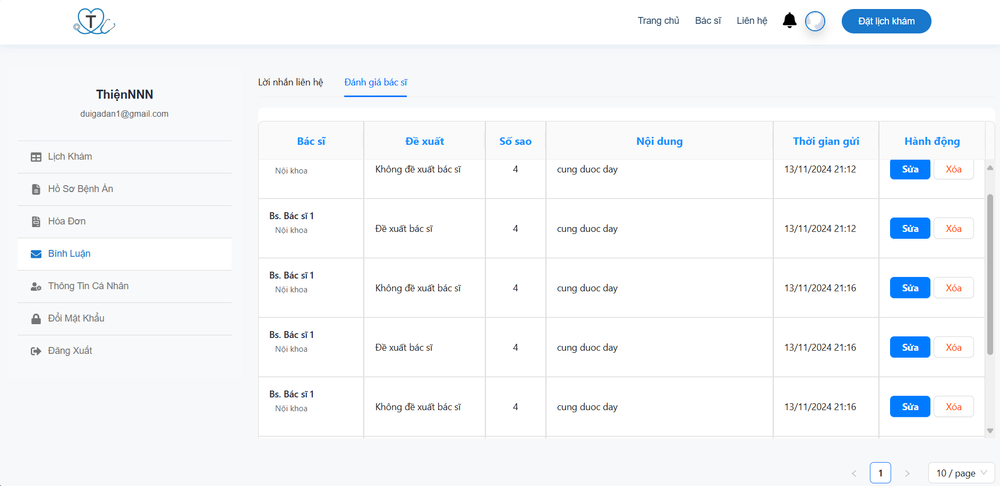 T
Trang chủ
Bác sĩ
Liên hệ
Đặt lịch khám
ThiệnNNN
duigadan1@gmail.com
Lịch Khám
Hồ Sơ Bệnh Án
Hóa Đơn
Bình Luận
Thông Tin Cá Nhân
Đổi Mật Khẩu
Đăng Xuất
Lời nhắn liên hệ
Đánh giá bác sĩ
Bác sĩ
Đề xuất
Số sao
Nội dung
Thời gian gửi
Hành động
Nội khoa
Không đề xuất bác sĩ
4
cung duoc day
13/11/2024 21:12
Sửa
Xóa
Bs. Bác sĩ 1
Nội khoa
Đề xuất bác sĩ
4
cung duoc day
13/11/2024 21:12
Sửa
Xóa
Bs. Bác sĩ 1
Nội khoa
Không đề xuất bác sĩ
4
cung duoc day
13/11/2024 21:16
Sửa
Xóa
Bs. Bác sĩ 1
Nội khoa
Đề xuất bác sĩ
4
cung duoc day
13/11/2024 21:16
Sửa
Xóa
Bs. Bác sĩ 1
Nội khoa
Không đề xuất bác sĩ
4
cung duoc day
13/11/2024 21:16
Sửa
Xóa
1
10 / page